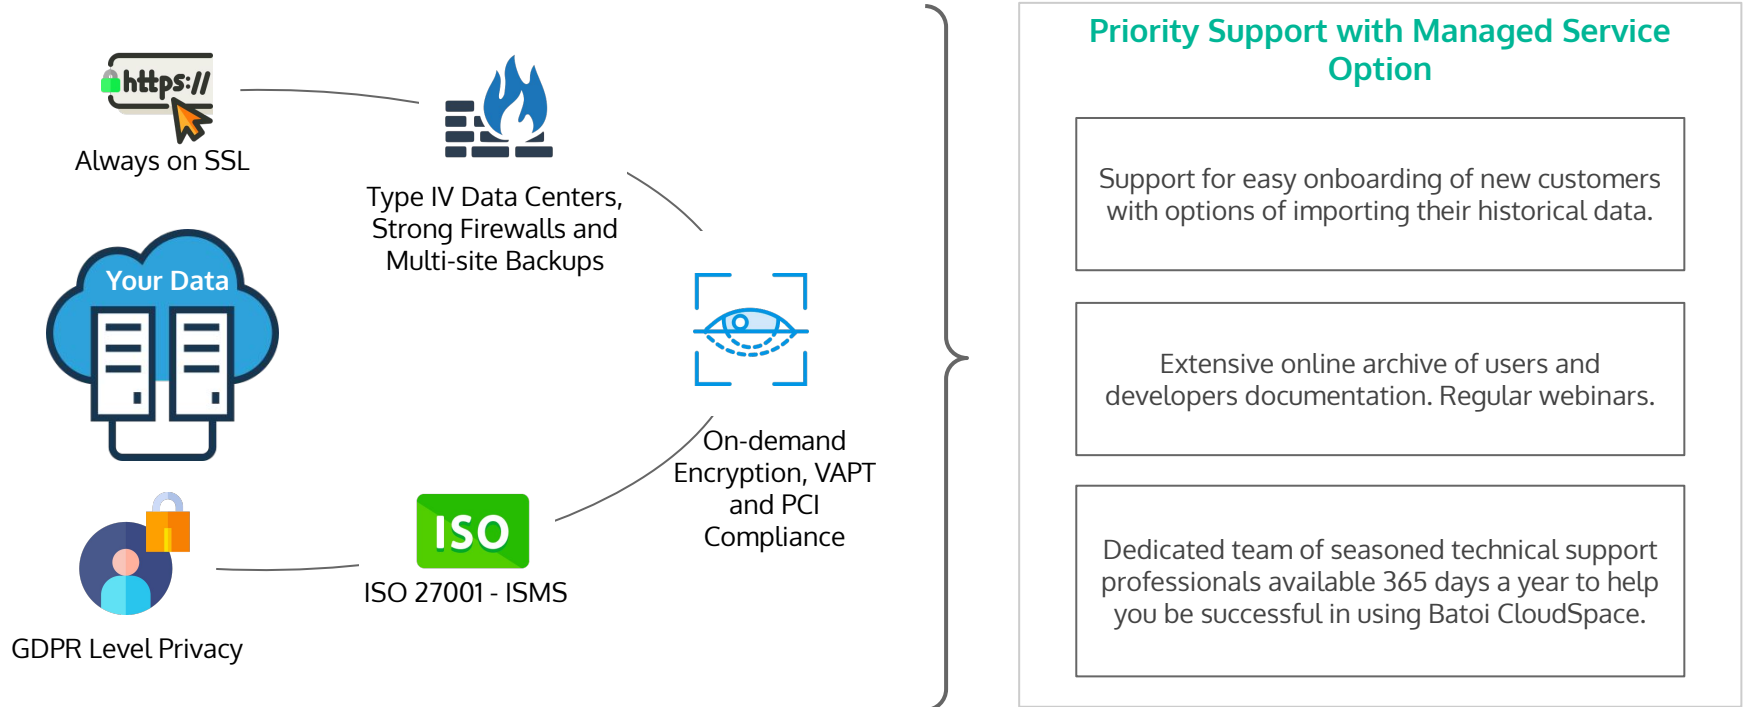 https://
Always on SSL
Type IV Data Centers,
Strong Firewalls and
Multi-site Backups
Your Data
On-demand
Encryption, VAPT
and PCI
Compliance
ISO
ISO 27001 - ISMS
GDPR Level Privacy
Priority Support with Managed Service
Option
Support for easy onboarding of new customers
with options of importing their historical data.
Extensive online archive of users and
developers documentation. Regular webinars.
Dedicated team of seasoned technical support
professionals available 365 days a year to help
you be successful in using Batoi CloudSpace.